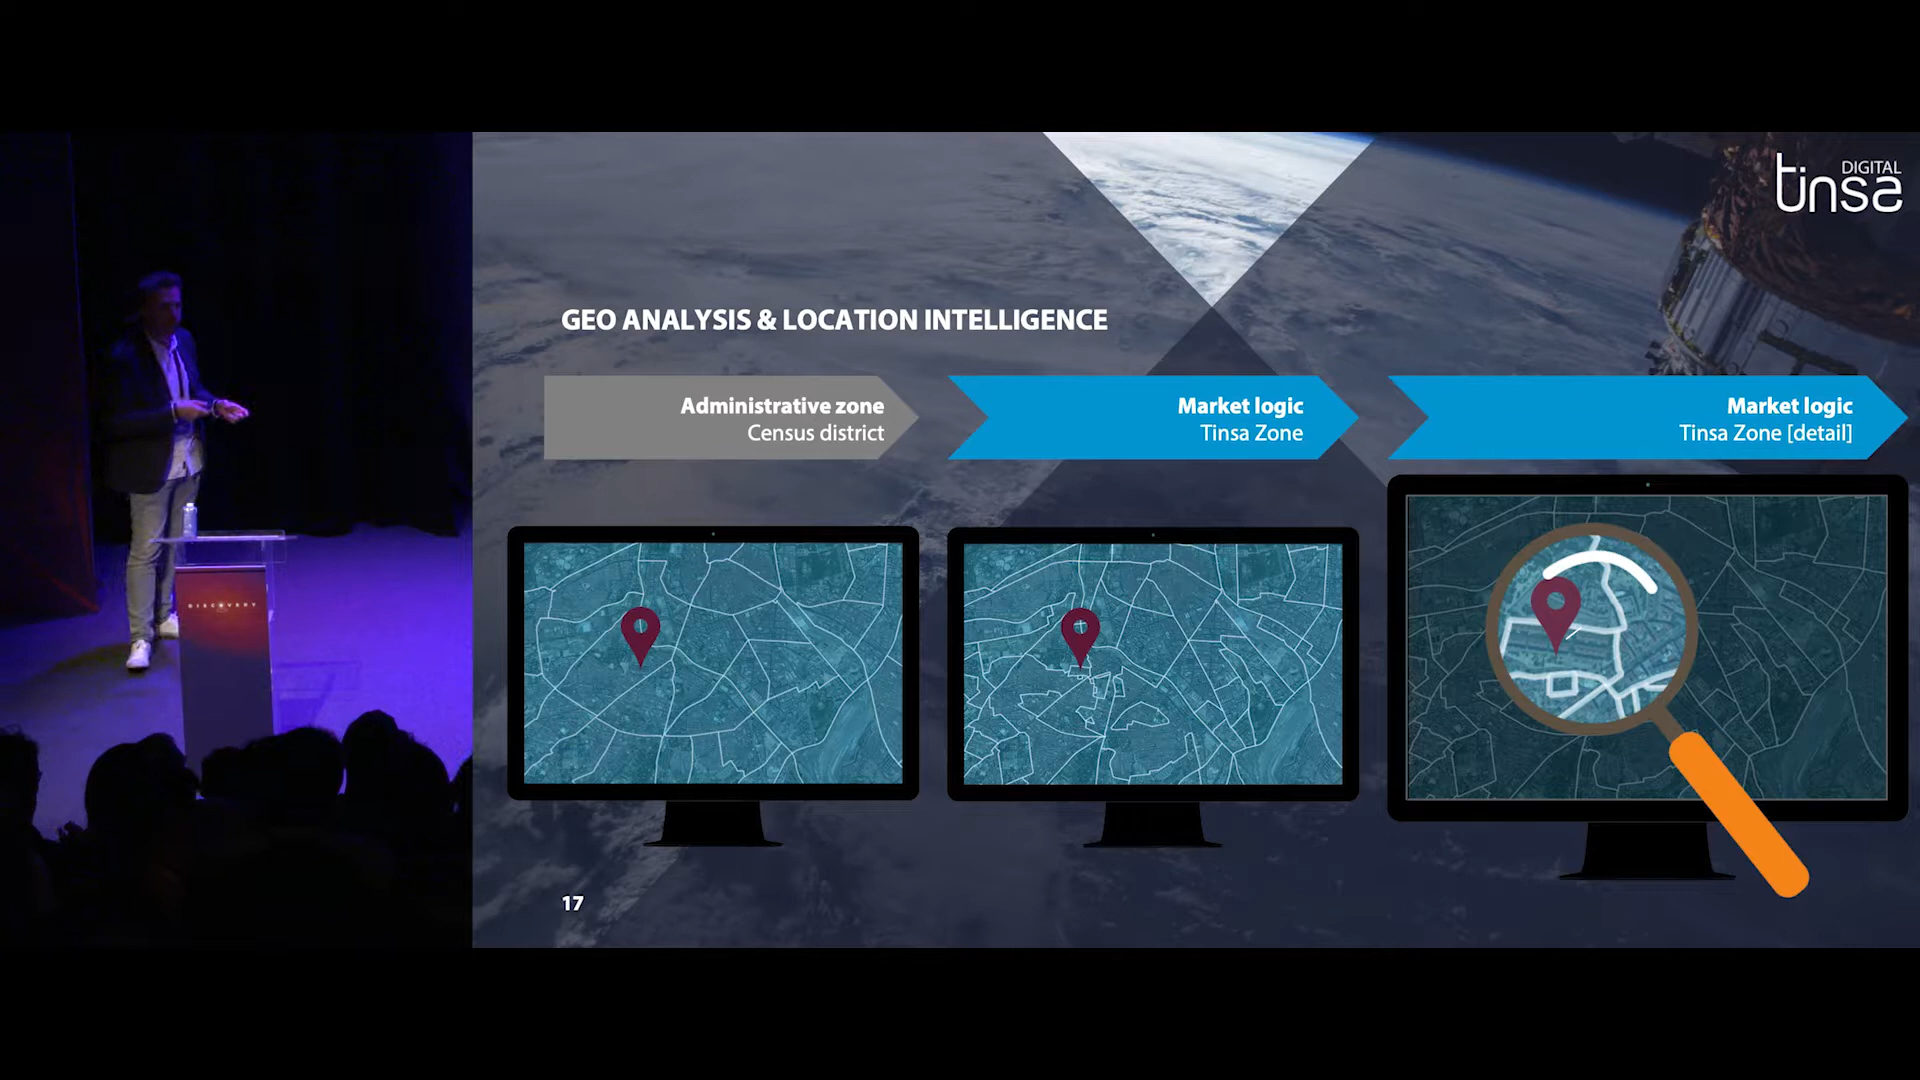 DIGITAL
tinsa
GEO ANALYSIS & LOCATION INTELLIGENCE
Administrative zone
Census district
Market logic
Tinsa Zone
Market logic
Tinsa Zone [detail]
DISCOVERY
17